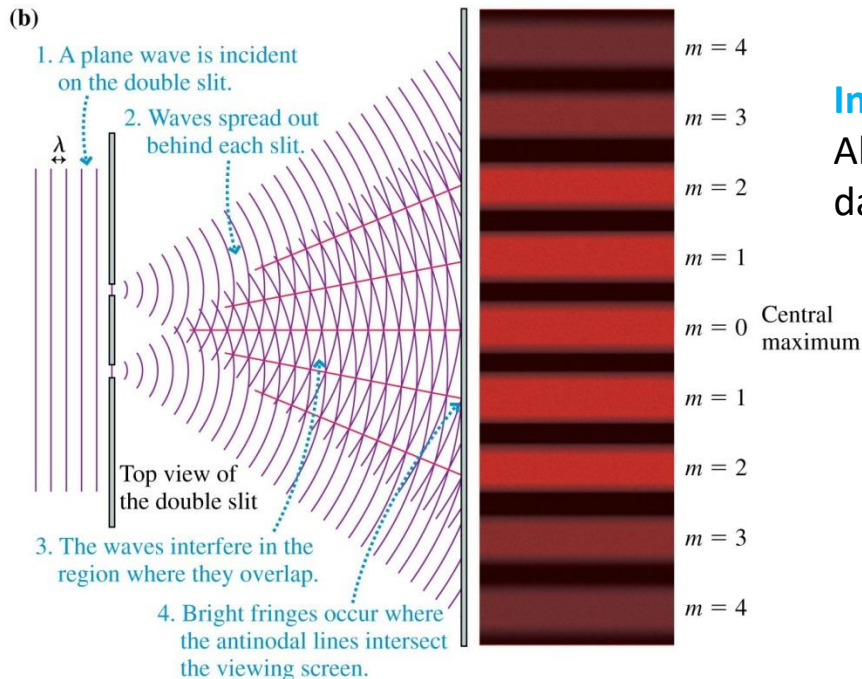 (b)
1. A plane wave is incident
on the double slit.
2. Waves spread out
behind each slit.
λ
Top view of
the double slit
3. The waves interfere in the
region where they overlap.
4. Bright fringes occur where
the antinodal lines intersect
the viewing screen.
m = 4
m = 3
m = 2
m = 1
m = 0 Central
maximum
m = 1
m = 2
m = 3
m = 4
In
da